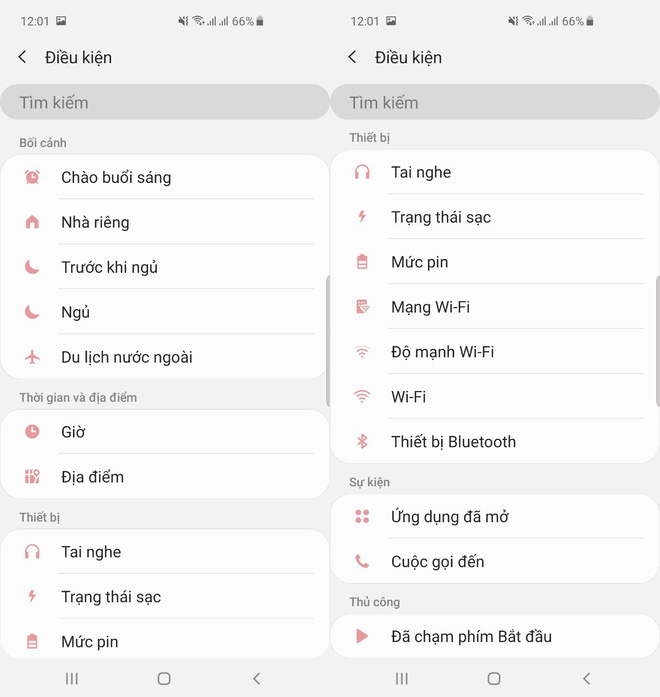 12:01 66%
Điều kiện
Tìm kiếm
Bối cảnh
Chào buổi sáng
Nhà riêng
Trước khi ngủ
Ngủ
Du lịch nước ngoài
Thời gian và địa điểm
Giờ
Địa điểm
Thiết bị
Tai nghe
Trạng thái sạc
Mức pin
12:01 66%
Điều kiện
Tìm kiếm
Thiết bị
Tai nghe
Trạng thái sạc
Mức pin
Mạng Wi-Fi
Độ mạnh Wi-Fi
Wi-Fi
Thiết bị Bluetooth
Sự kiện
Ứng dụng đã mở
Cuộc gọi đến
Thủ công
Đã chạm phím Bắt đầu